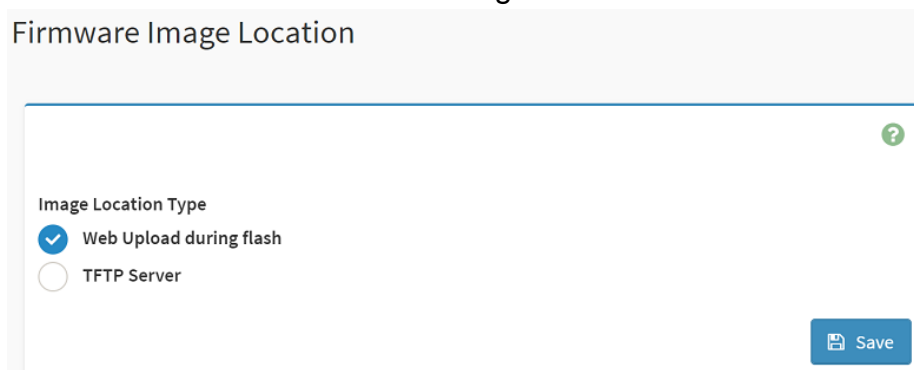 Firmware Image Location
Image Location Type
Web Upload during flash
TFTP Server
Save